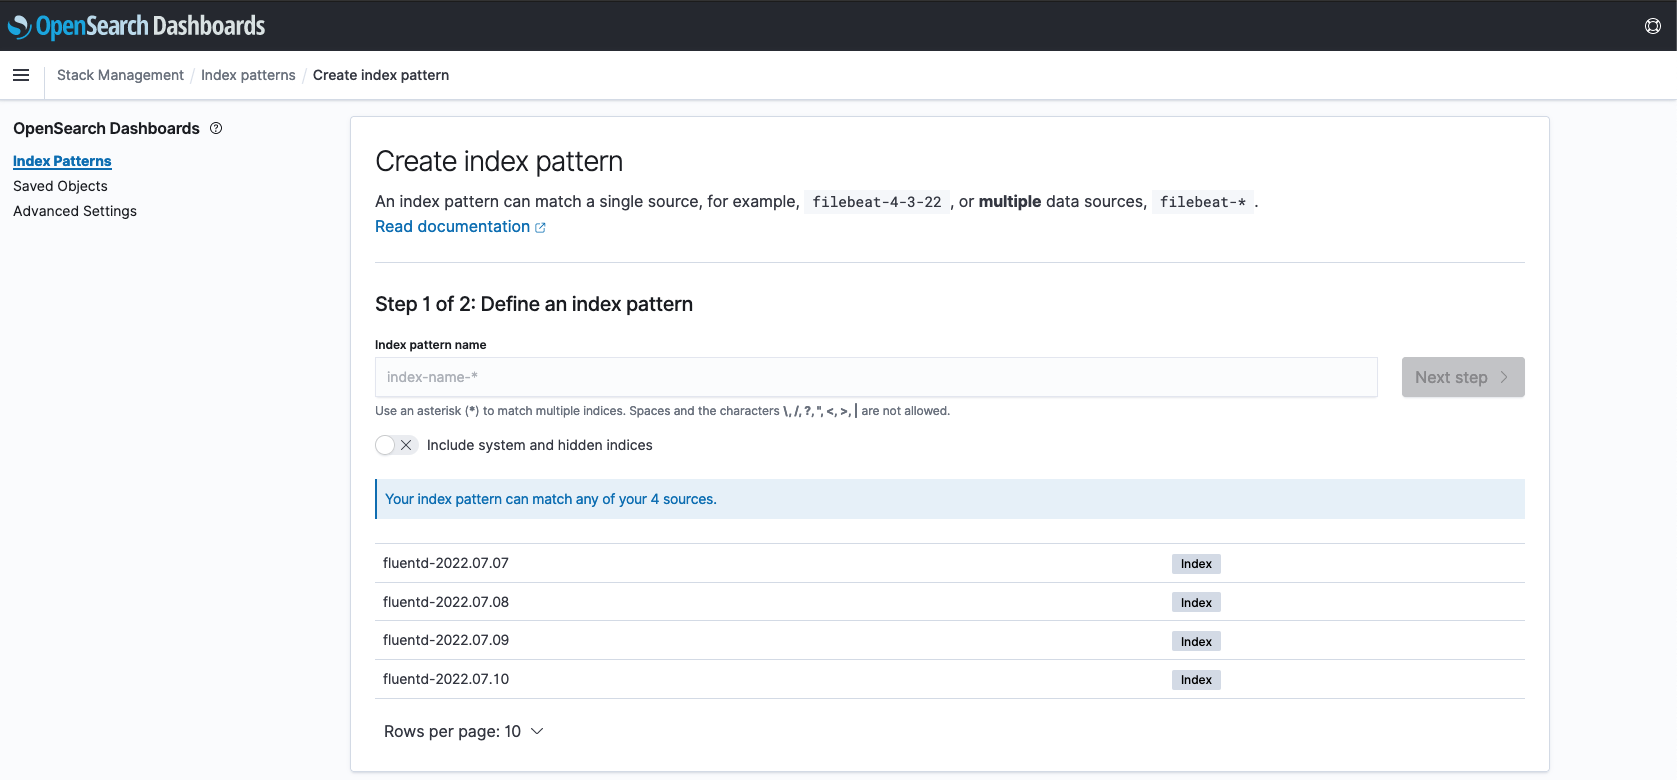 OpenSearch Dashboards
Stack Management / Index patterns / Create index pattern
OpenSearch Dashboards
Index Patterns
Saved Objects
Advanced Settings
Create index pattern
An index pattern can match a single source, for example, filebeat-4-3-22 , or multiple data sources, filebeat-* .
Read documentation
Step 1 of 2: Define an index pattern
Index pattern name
index-name-*
Next step
Use an asterisk (*) to match multiple indices. Spaces and the characters \, /, ?, ", <, >, | are not allowed.
Include system and hidden indices
Your index pattern can match any of your 4 sources.
fluentd-2022.07.07 Index
fluentd-2022.07.08 Index
fluentd-2022.07.09 Index
fluentd-2022.07.10 Index
Rows per page: 10